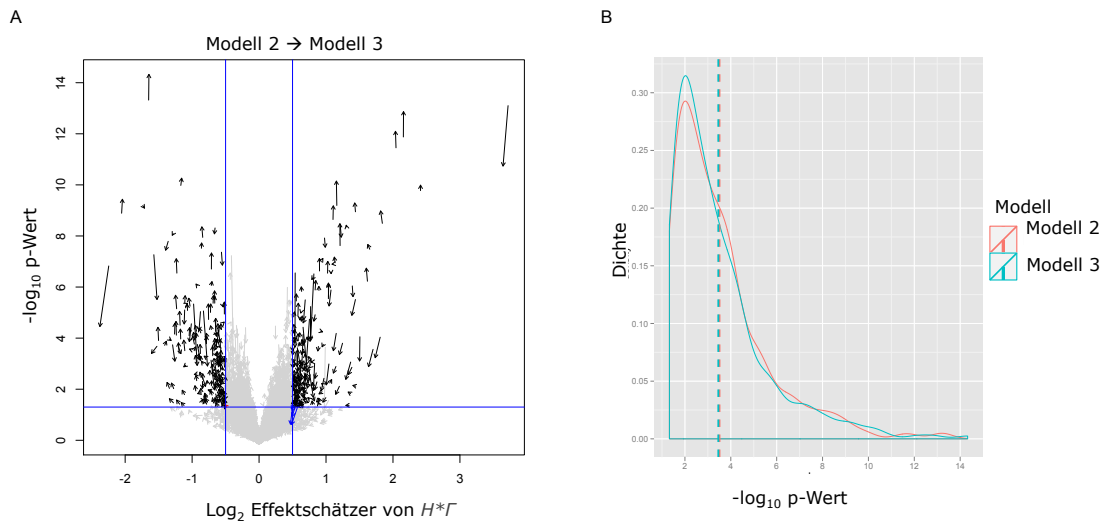 A
Modell 2 → Modell 3
14
12
10
8
6
4
2
0
-log10 p-Wert
-2 -1 0 1 2 3
Log2 Effektschätzer von H*Γ
B
0.30
0.25
0.20
0.15
0.10
0.05
0.00
Dichte
2 4 6 8 10 12 14
-log10 p-Wert
Modell
Modell 2
Modell 3